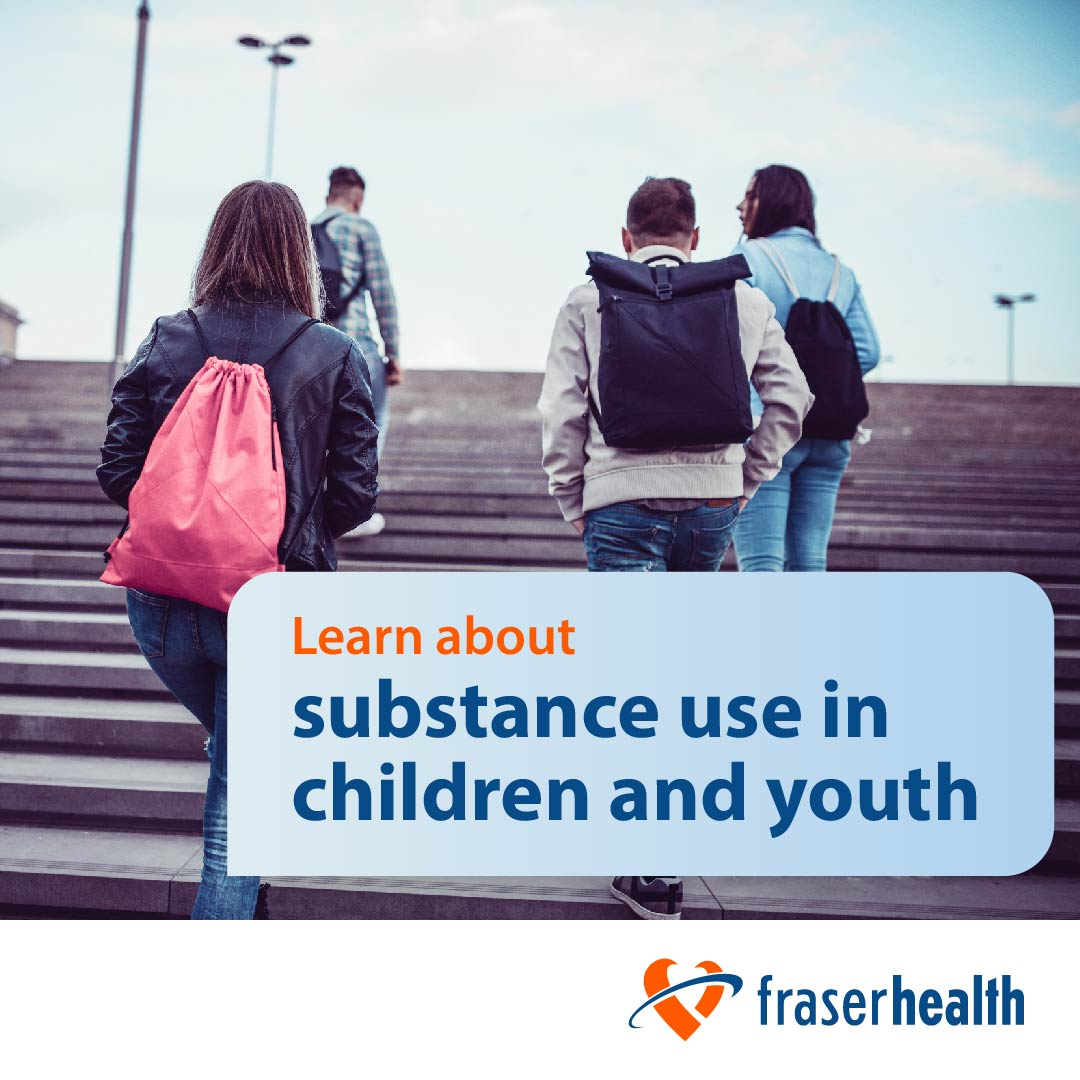 Learn about
substance use in
children and youth
fraserhealth